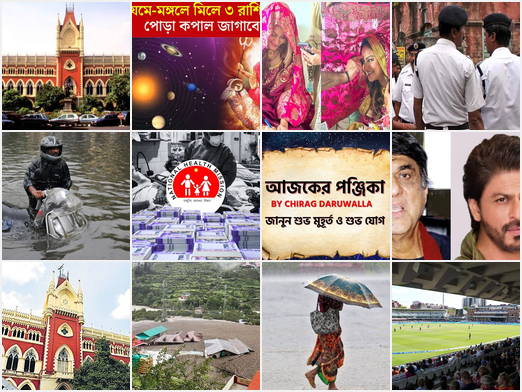 যমে-মঙ্গলে মিলে ৩ রাশি
পোড়া কপাল জাগাবে
NATIONAL HEALTH MISSION
আজকের পঞ্জিকা
BY CHIRAG DARUWALLA
জানুন শুভ মুহূর্ত ও শুভ যোগ